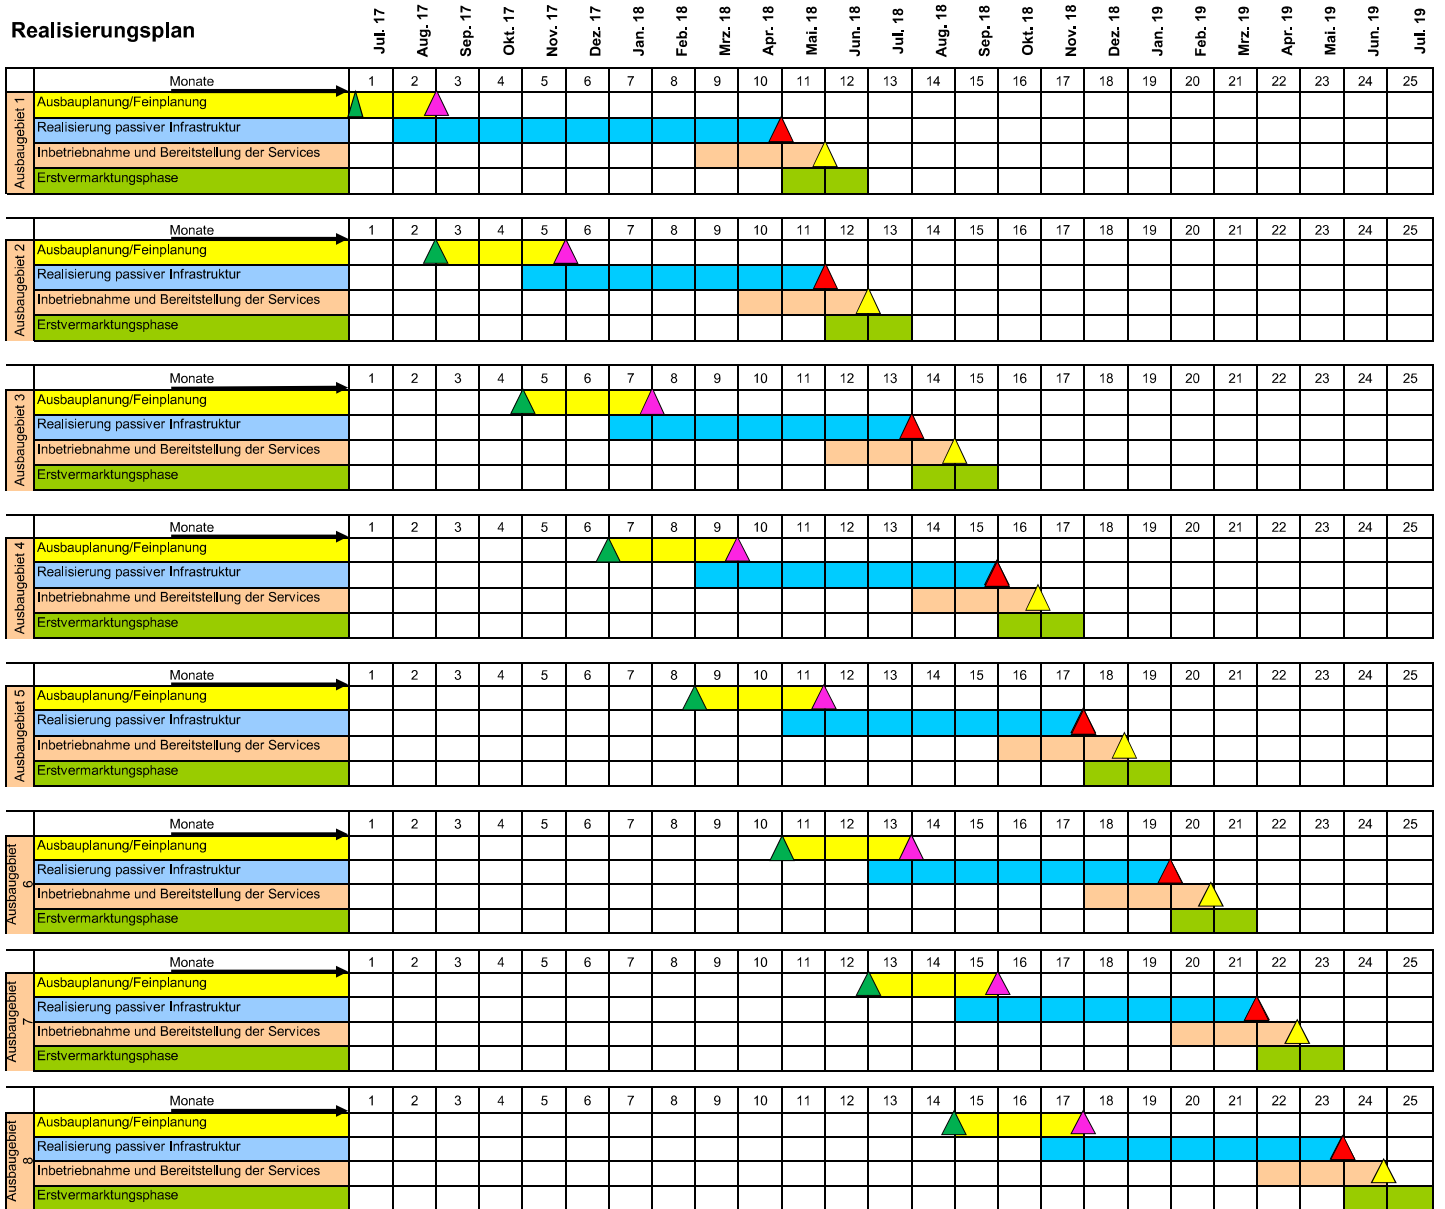 Realisierungsplan
Jul. 17 Aug. 17 Sep. 17 Okt. 17 Nov. 17 Dez. 17 Jan. 18 Feb. 18 Mrz. 18 Apr. 18 Mai. 18 Jun. 18 Jul. 18 Aug. 18 Sep. 18 Okt. 18 Nov. 18 Dez. 18 Jan. 19 Feb. 19 Mrz. 19 Apr. 19 Mai. 19 Jun. 19 Jul. 19
Ausbaugebiet 1
Monate 1 2 3 4 5 6 7 8 9 10 11 12 13 14 15 16 17 18 19 20 21 22 23 24 25
Ausbauplanung/Feinplanung
Realisierung passiver Infrastruktur
Inbetriebnahme und Bereitstellung der Services
Erstvermarktungsphase
Ausbaugebiet 2
Monate 1 2 3 4 5 6 7 8 9 10 11 12 13 14 15 16 17 18 19 20 21 22 23 24 25
Ausbauplanung/Feinplanung
Realisierung passiver Infrastruktur
Inbetriebnahme und Bereitstellung der Services
Erstvermarktungsphase
Ausbaugebiet 3
Monate 1 2 3 4 5 6 7 8 9 10 11 12 13 14 15 16 17 18 19 20 21 22 23 24 25
Ausbauplanung/Feinplanung
Realisierung passiver Infrastruktur
Inbetriebnahme und Bereitstellung der Services
Erstvermarktungsphase
Ausbaugebiet 4
Monate 1 2 3 4 5 6 7 8 9 10 11 12 13 14 15 16 17 18 19 20 21 22 23 24 25
Ausbauplanung/Feinplanung
Realisierung passiver Infrastruktur
Inbetriebnahme und Bereitstellung der Services
Erstvermarktungsphase
Ausbaugebiet 5
Monate 1 2 3 4 5 6 7 8 9 10 11 12 13 14 15 16 17 18 19 20 21 22 23 24 25
Ausbauplanung/Feinplanung
Realisierung passiver Infrastruktur
Inbetriebnahme und Bereitstellung der Services
Erstvermarktungsphase
Ausbaugebiet
6
Monate 1 2 3 4 5 6 7 8 9 10 11 12 13 14 15 16 17 18 19 20 21 22 23 24 25
Ausbauplanung/Feinplanung
Realisierung passiver Infrastruktur
Inbetriebnahme und Bereitstellung der Services
Erstvermarktungsphase
Ausbaugebiet
7
Monate 1 2 3 4 5 6 7 8 9 10 11 12 13 14 15 16 17 18 19 20 21 22 23 24 25
Ausbauplanung/Feinplanung
Realisierung passiver Infrastruktur
Inbetriebnahme und Bereitstellung der Services
Erstvermarktungsphase
Ausbaugebiet
8
Monate 1 2 3 4 5 6 7 8 9 10 11 12 13 14 15 16 17 18 19 20 21 22 23 24 25
Ausbauplanung/Feinplanung
Realisierung passiver Infrastruktur
Inbetriebnahme und Bereitstellung der Services
Erstvermarktungsphase